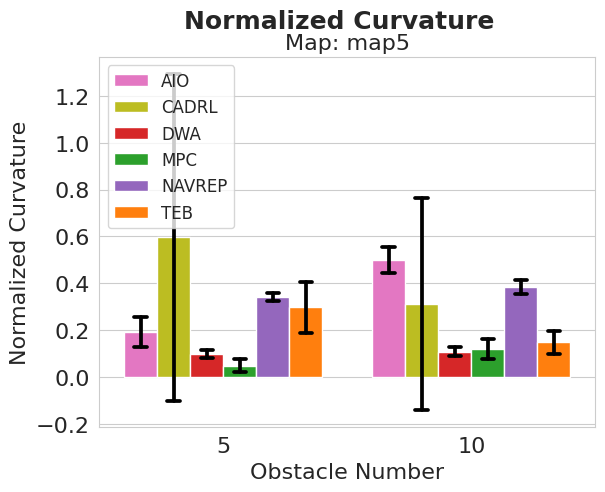 Normalized Curvature
Map: map5
Normalized Curvature
1.2
1.0
0.8
0.6
0.4
0.2
0.0
−0.2
AIO
CADRL
DWA
MPC
NAVREP
TEB
5
10
Obstacle Number